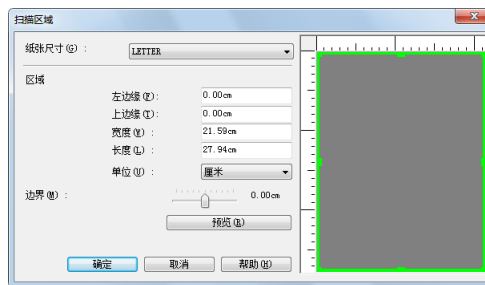 扫描区域
纸张尺寸(G) : LETTER
区域
左边缘(F): 0.00cm
上边缘(T): 0.00cm
宽度(W) : 21.59cm
长度(L) : 27.94cm
单位(U) : 厘米
边界(M) : 0.00cm
预览(R)
确定 取消 帮助(H)